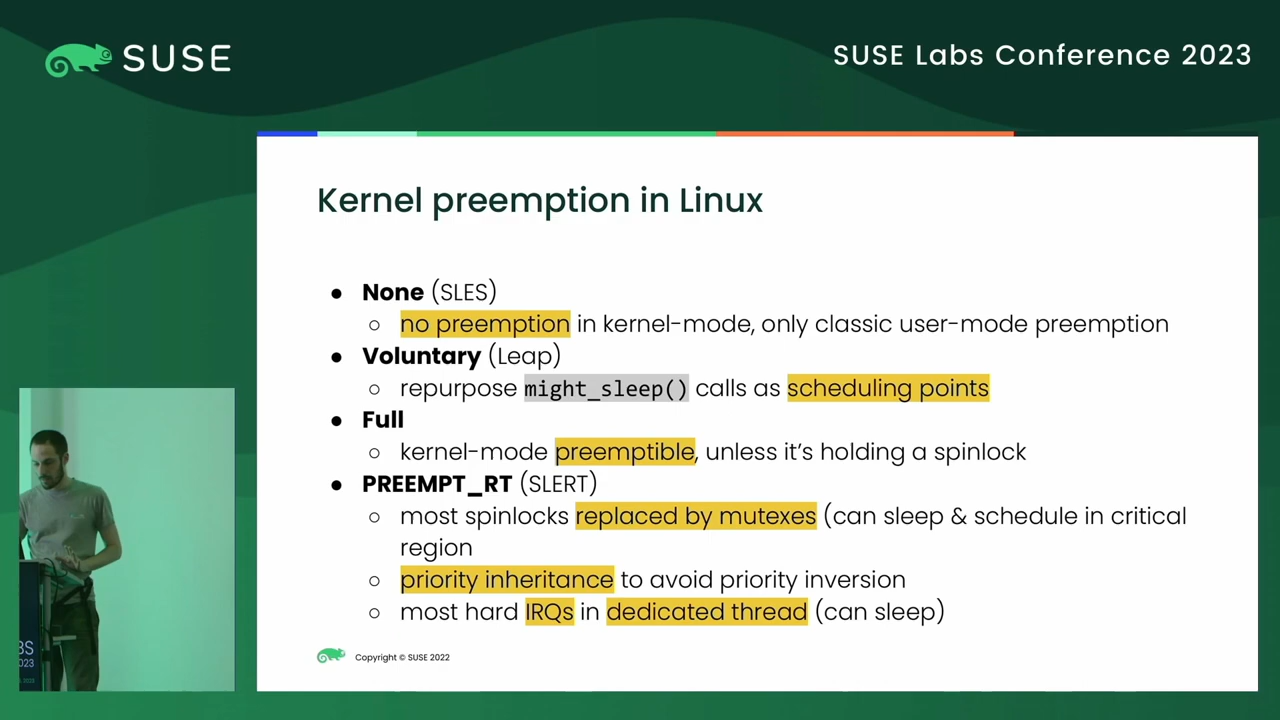 SUSE
SUSE Labs Conference 2023
Kernel preemption in Linux
● None (SLES)
○ no preemption in kernel-mode, only classic user-mode preemption
● Voluntary (Leap)
○ repurpose might_sleep() calls as scheduling points
● Full
○ kernel-mode preemptible, unless it's holding a spinlock
● PREEMPT_RT (SLERT)
○ most spinlocks replaced by mutexes (can sleep & schedule in critical
region
○ priority inheritance to avoid priority inversion
○ most hard IRQs in dedicated thread (can sleep)
Copyright © SUSE 2022
BS
023